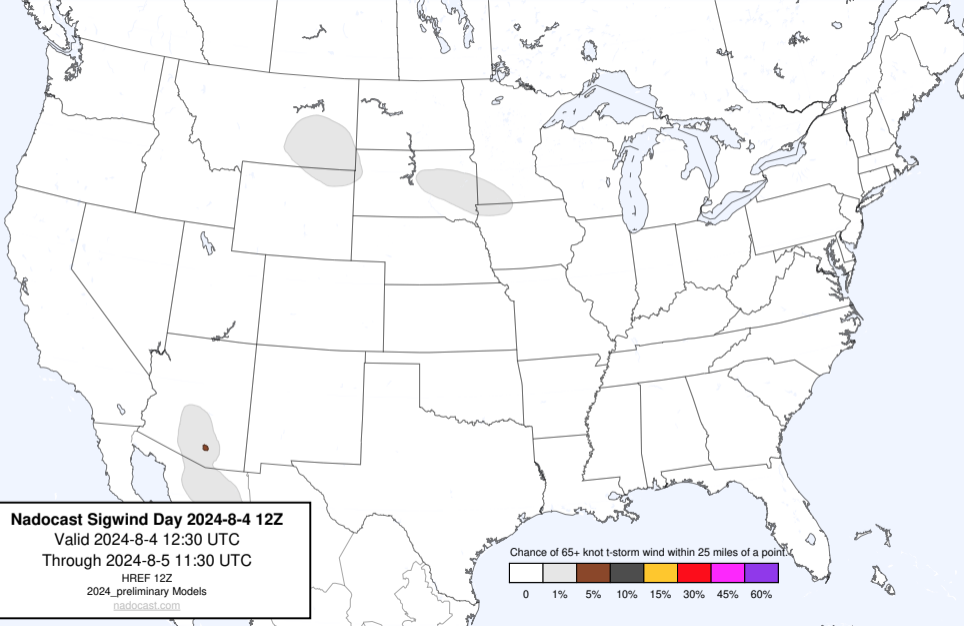 Nadocast Sigwind Day 2024-8-4 12Z
Valid 2024-8-4 12:30 UTC
Through 2024-8-5 11:30 UTC
HREF 12Z
2024_preliminary Models
nadocast.com
Chance of 65+ knot t-storm wind within 25 miles of a point.
0 1% 5% 10% 15% 30% 45% 60%